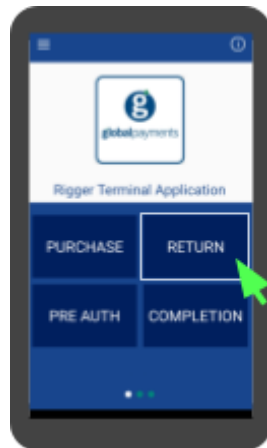 globalpayments
Rigger Terminal Application
PURCHASE
RETURN
PRE AUTH
COMPLETION